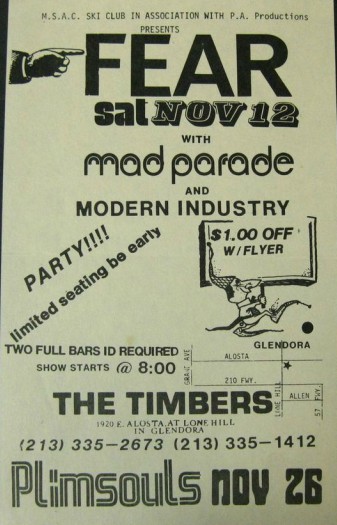 M.S.A.C. SKI CLUB IN ASSOCIATION WITH P.A. Productions
PRESENTS
FEAR
sat NOV 12
WITH
mad parade
AND
MODERN INDUSTRY
PARTY!!!!
limited seating be early
$1.00 OFF
W/FLYER
TWO FULL BARS ID REQUIRED
SHOW STARTS @ 8:00
GLENDORA
GRAND AVE
ALOSTA
210 FWY.
LONE HILL
ALLEN
57 FWY.
THE TIMBERS
1920 E. ALOSTA, AT LONE HILL
IN GLENDORA
(213) 335-2673 (213) 335-1412
Plimsouls NOV 26